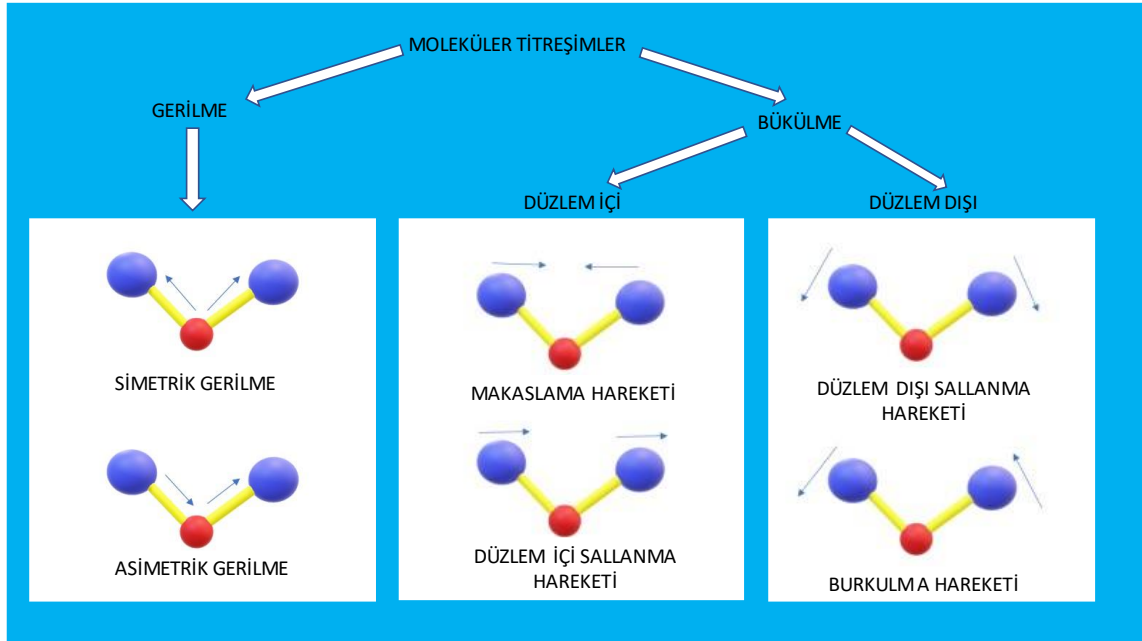 MOLEKÜLER TİTREŞİMLER
GERİLME
BÜKÜLME
DÜZLEM İÇİ
DÜZLEM DIŞI
SİMETRİK GERİLME
ASİMETRİK GERİLME
MAKASLAMA HAREKETİ
DÜZLEM İÇİ SALLANMA
HAREKETİ
DÜZLEM DIŞI SALLANMA
HAREKETİ
BURKULMA HAREKETİ